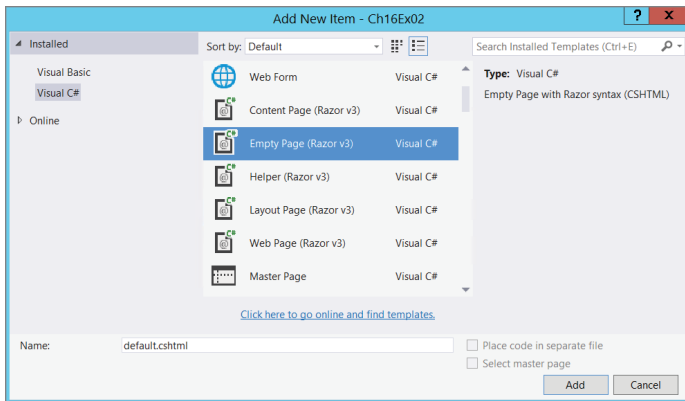 Add New Item - Ch16Ex02
? x
Installed
Sort by: Default
Search Installed Templates (Ctrl+E)
Visual Basic
Visual C#
Online
Web Form Visual C#
Content Page (Razor v3) Visual C#
Empty Page (Razor v3) Visual C#
Helper (Razor v3) Visual C#
Layout Page (Razor v3) Visual C#
Web Page (Razor v3) Visual C#
Master Page Visual C#
Type: Visual C#
Empty Page with Razor syntax (CSHTML)
Click here to go online and find templates.
Name: default.cshtml
Place code in separate file
Select master page
Add Cancel